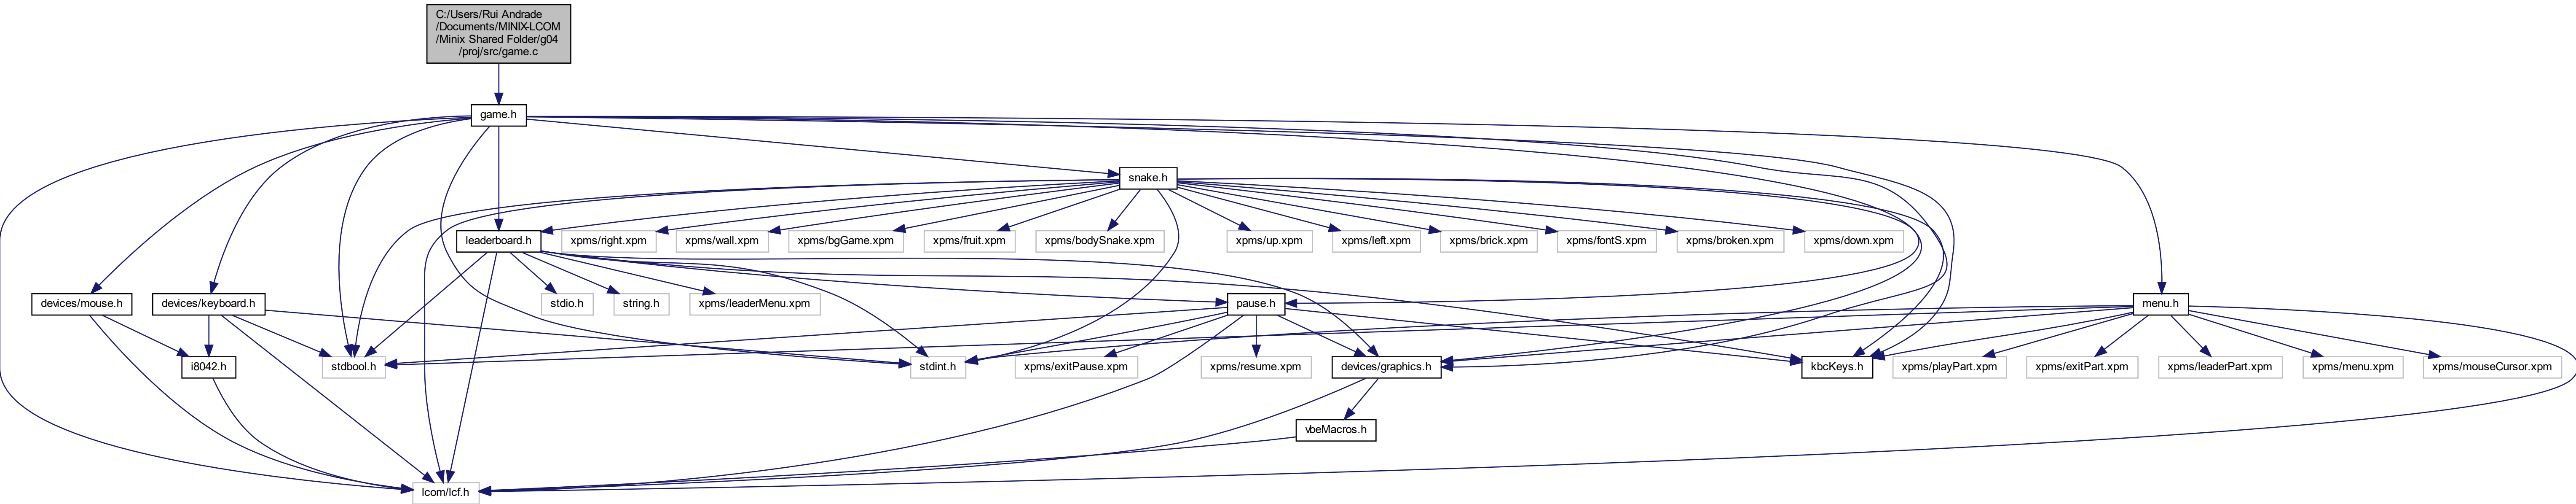 C:/Users/Rui Andrade
/Documents/MINIX-LCOM
/Minix Shared Folder/g04
/proj/src/game.c
game.h
snake.h
leaderboard.h
xpms/right.xpm
xpms/wall.xpm
xpms/bgGame.xpm
xpms/fruit.xpm
xpms/bodySnake.xpm
xpms/up.xpm
xpms/left.xpm
xpms/brick.xpm
xpms/fontS.xpm
xpms/broken.xpm
xpms/down.xpm
devices/mouse.h
devices/keyboard.h
stdio.h
string.h
xpms/leaderMenu.xpm
pause.h
menu.h
i8042.h
stdbool.h
stdint.h
xpms/exitPause.xpm
xpms/resume.xpm
devices/graphics.h
kbcKeys.h
xpms/playPart.xpm
xpms/exitPart.xpm
xpms/leaderPart.xpm
xpms/menu.xpm
xpms/mouseCursor.xpm
vbeMacros.h
lcom/lcf.h